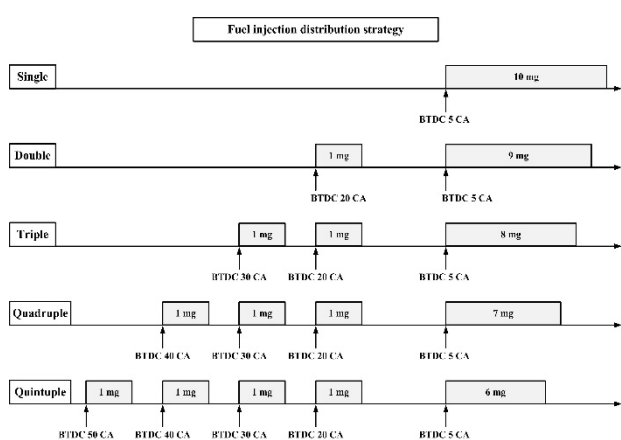 Fuel injection distribution strategy
Single
10 mg
BTDC 5 CA
Double
1 mg
9 mg
BTDC 20 CA
BTDC 5 CA
Triple
1 mg
1 mg
8 mg
BTDC 30 CA
BTDC 20 CA
BTDC 5 CA
Quadruple
1 mg
1 mg
1 mg
7 mg
BTDC 40 CA
BTDC 30 CA
BTDC 20 CA
BTDC 5 CA
Quintuple
1 mg
1 mg
1 mg
1 mg
6 mg
BTDC 50 CA
BTDC 40 CA
BTDC 30 CA
BTDC 20 CA
BTDC 5 CA